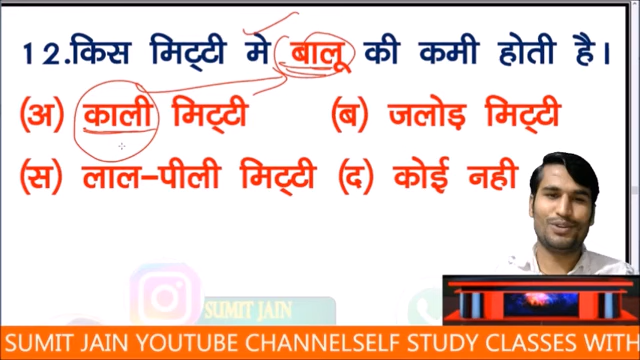 12.किस मिट्टी मे बालू की कमी होती है।
(अ) काली मिट्टी (ब) जलोड़ मिट्टी
(स) लाल-पीली मिट्टी (द) कोई नही
SUMIT JAIN
SUMIT JAIN YOUTUBE CHANNELSELF STUDY CLASSES WITH